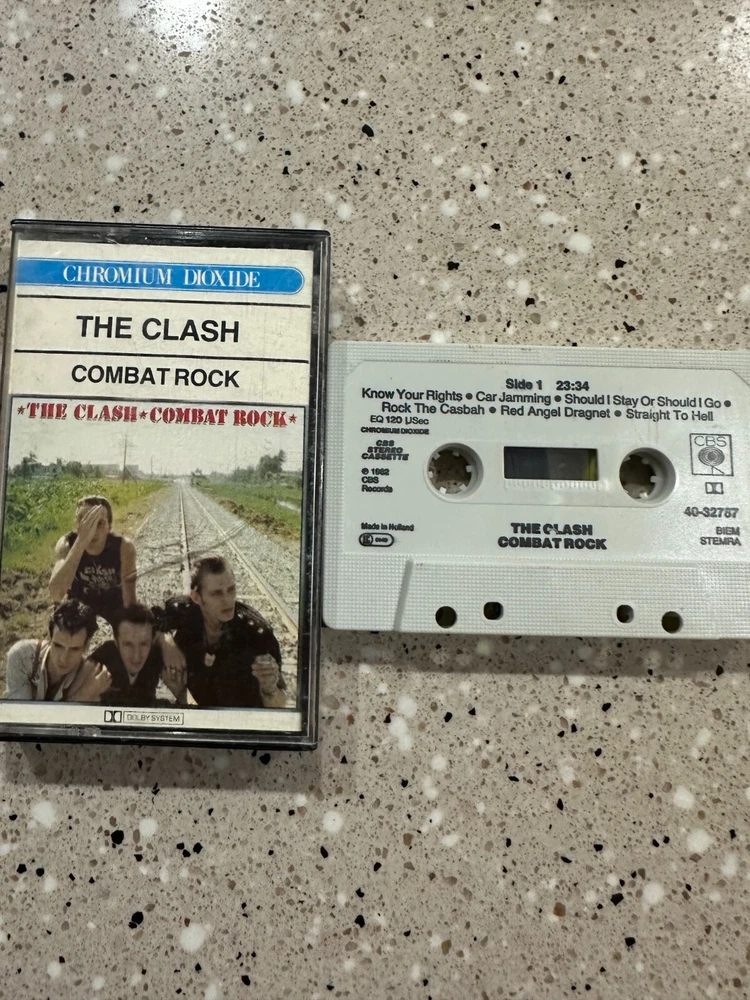 CHROMIUM DIOXIDE
THE CLASH
COMBAT ROCK
★THE CLASH★COMBAT ROCK★
DOLBY SYSTEM
Side 1 23:34
Know Your Rights ● Car Jamming ● Should I Stay Or Should I Go ●
Rock The Casbah ● Red Angel Dragnet ● Straight To Hell
EQ 120 μSec
CHROMIUM DIOXIDE
CBS
STEREO
CASSETTE
℗ 1982
CBS
Records
CBS
40-32787
BIEM
STEMRA
Made in Holland
THE CLASH
COMBAT ROCK